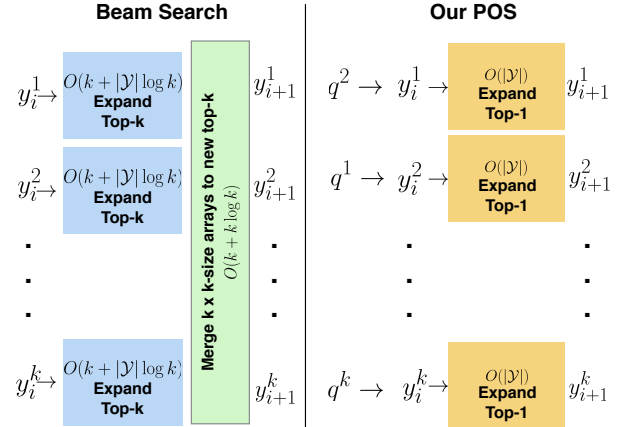 Beam Search
Our POS
y_i^1 → O(k + |𝒴| log k) y_{i+1}^1
Expand
Top-k
y_i^2 → O(k + |𝒴| log k) y_{i+1}^2
Expand
Top-k
. . .
. . .
. . .
y_i^k → O(k + |𝒴| log k) y_{i+1}^k
Expand
Top-k
Merge k x k-size arrays to new top-k
O(k + k log k)
q^2 → y_i^1 → O(|𝒴|) y_{i+1}^1
Expand
Top-1
q^1 → y_i^2 → O(|𝒴|) y_{i+1}^2
Expand
Top-1
. .
. .
. .
q^k → y_i^k → O(|𝒴|) y_{i+1}^k
Expand
Top-1